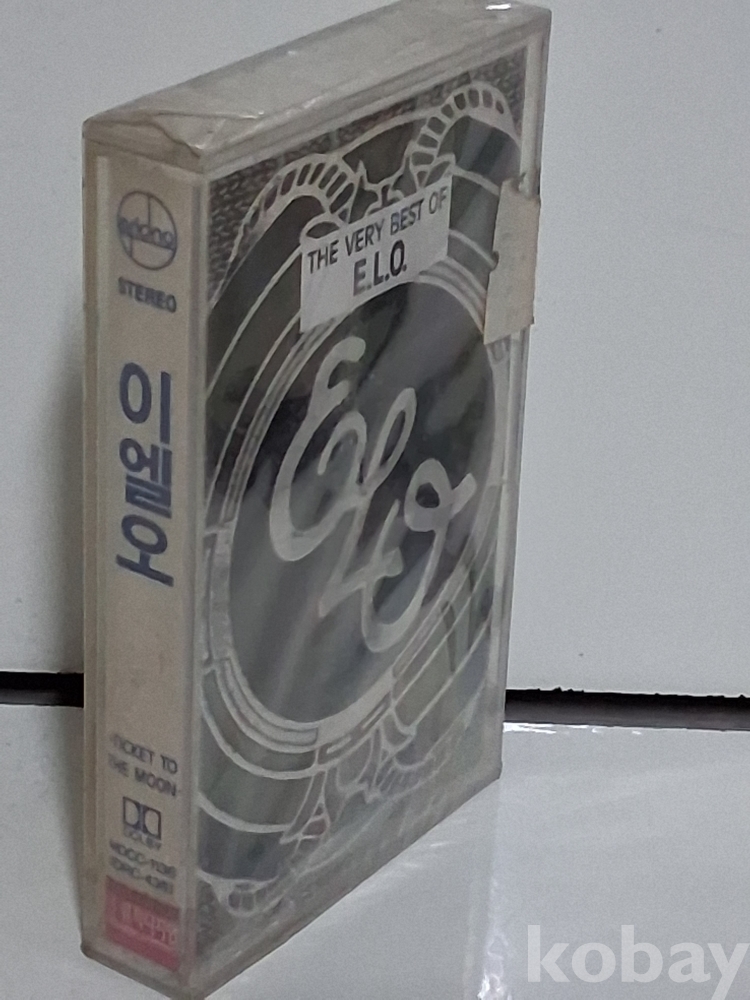 STEREO
이엘오
TICKET TO
THE MOON
DOLBY
THE VERY BEST OF
E.L.O.
ELO
kobay